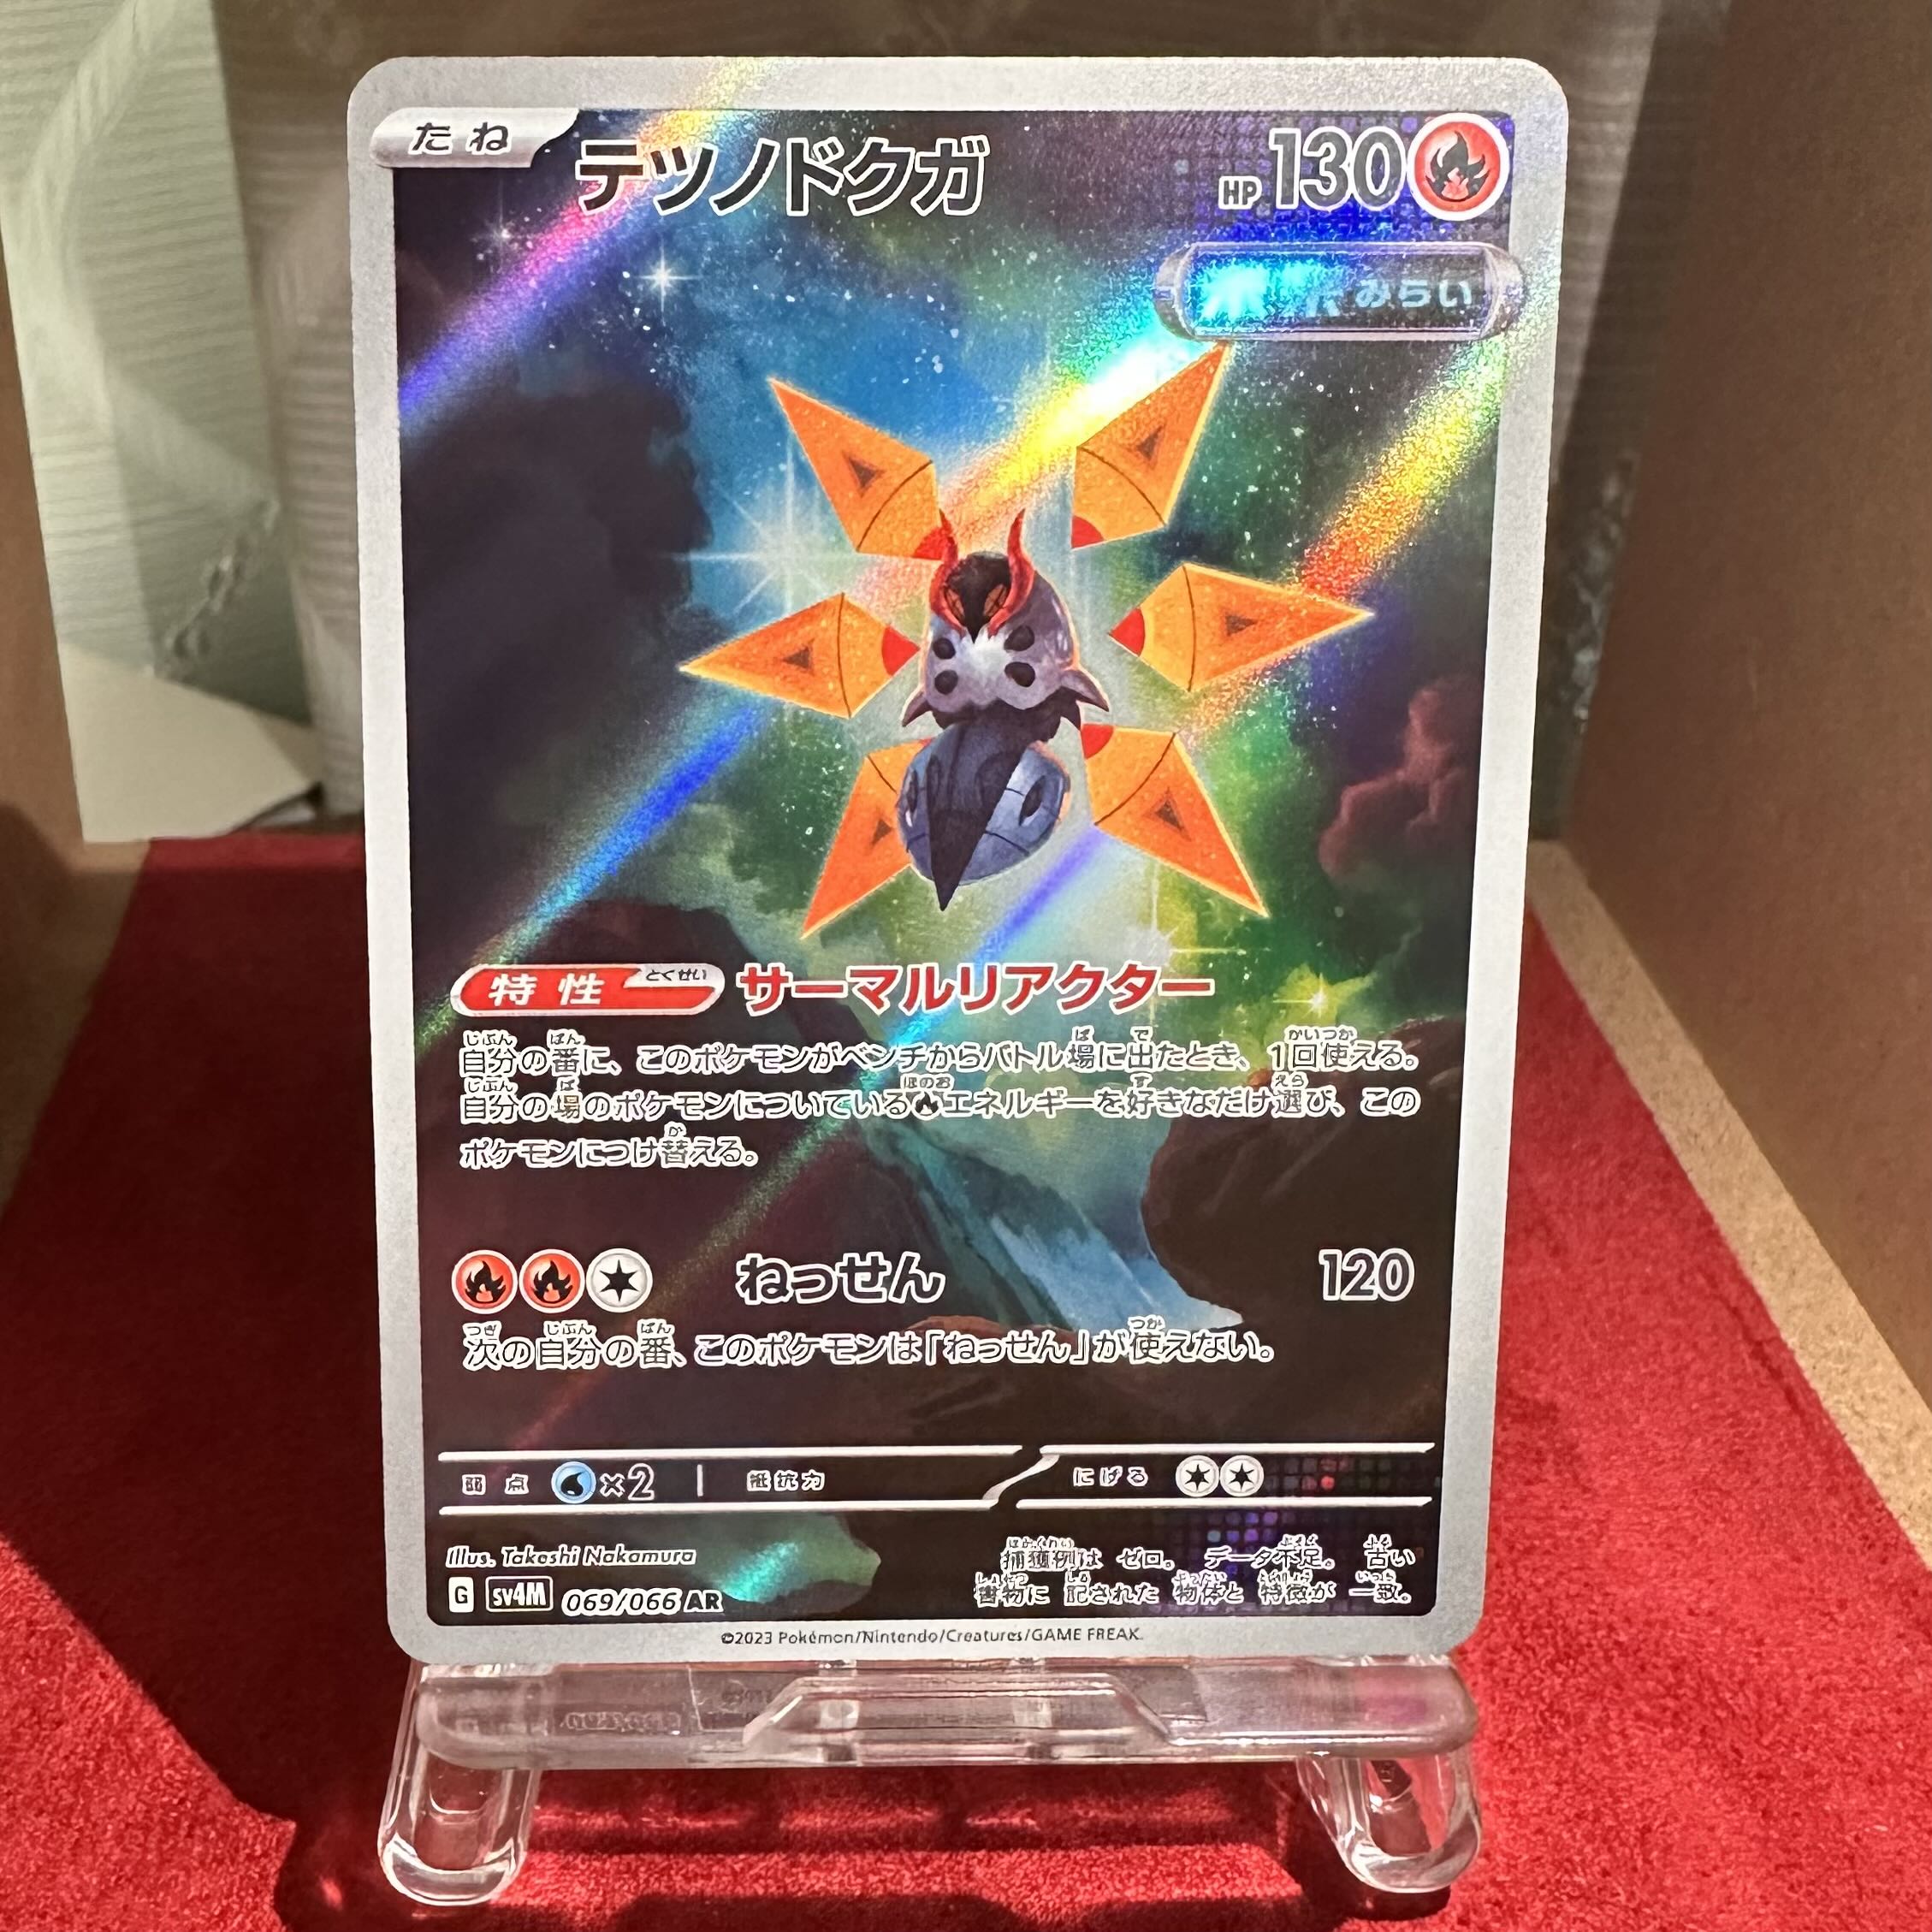 たね
テツノドクガ
HP 130
未来 みらい
特性 とくせい サーマルリアクター
自分の番に、このポケモンがベンチからバトル場に出たとき、1回使える。
自分の場のポケモンについている エネルギーを好きなだけ選び、この
ポケモンにつけ替える。
ねっせん 120
次の自分の番、このポケモンは「ねっせん」が使えない。
弱点 ×2 抵抗力 にげる
Illus. Takashi Nakamura
捕獲例は ゼロ。 データ不足。 古い
書物に 記された 物体と 特徴が 一致。
G SV4M 069/066 AR
©2023 Pokémon/Nintendo/Creatures/GAME FREAK.